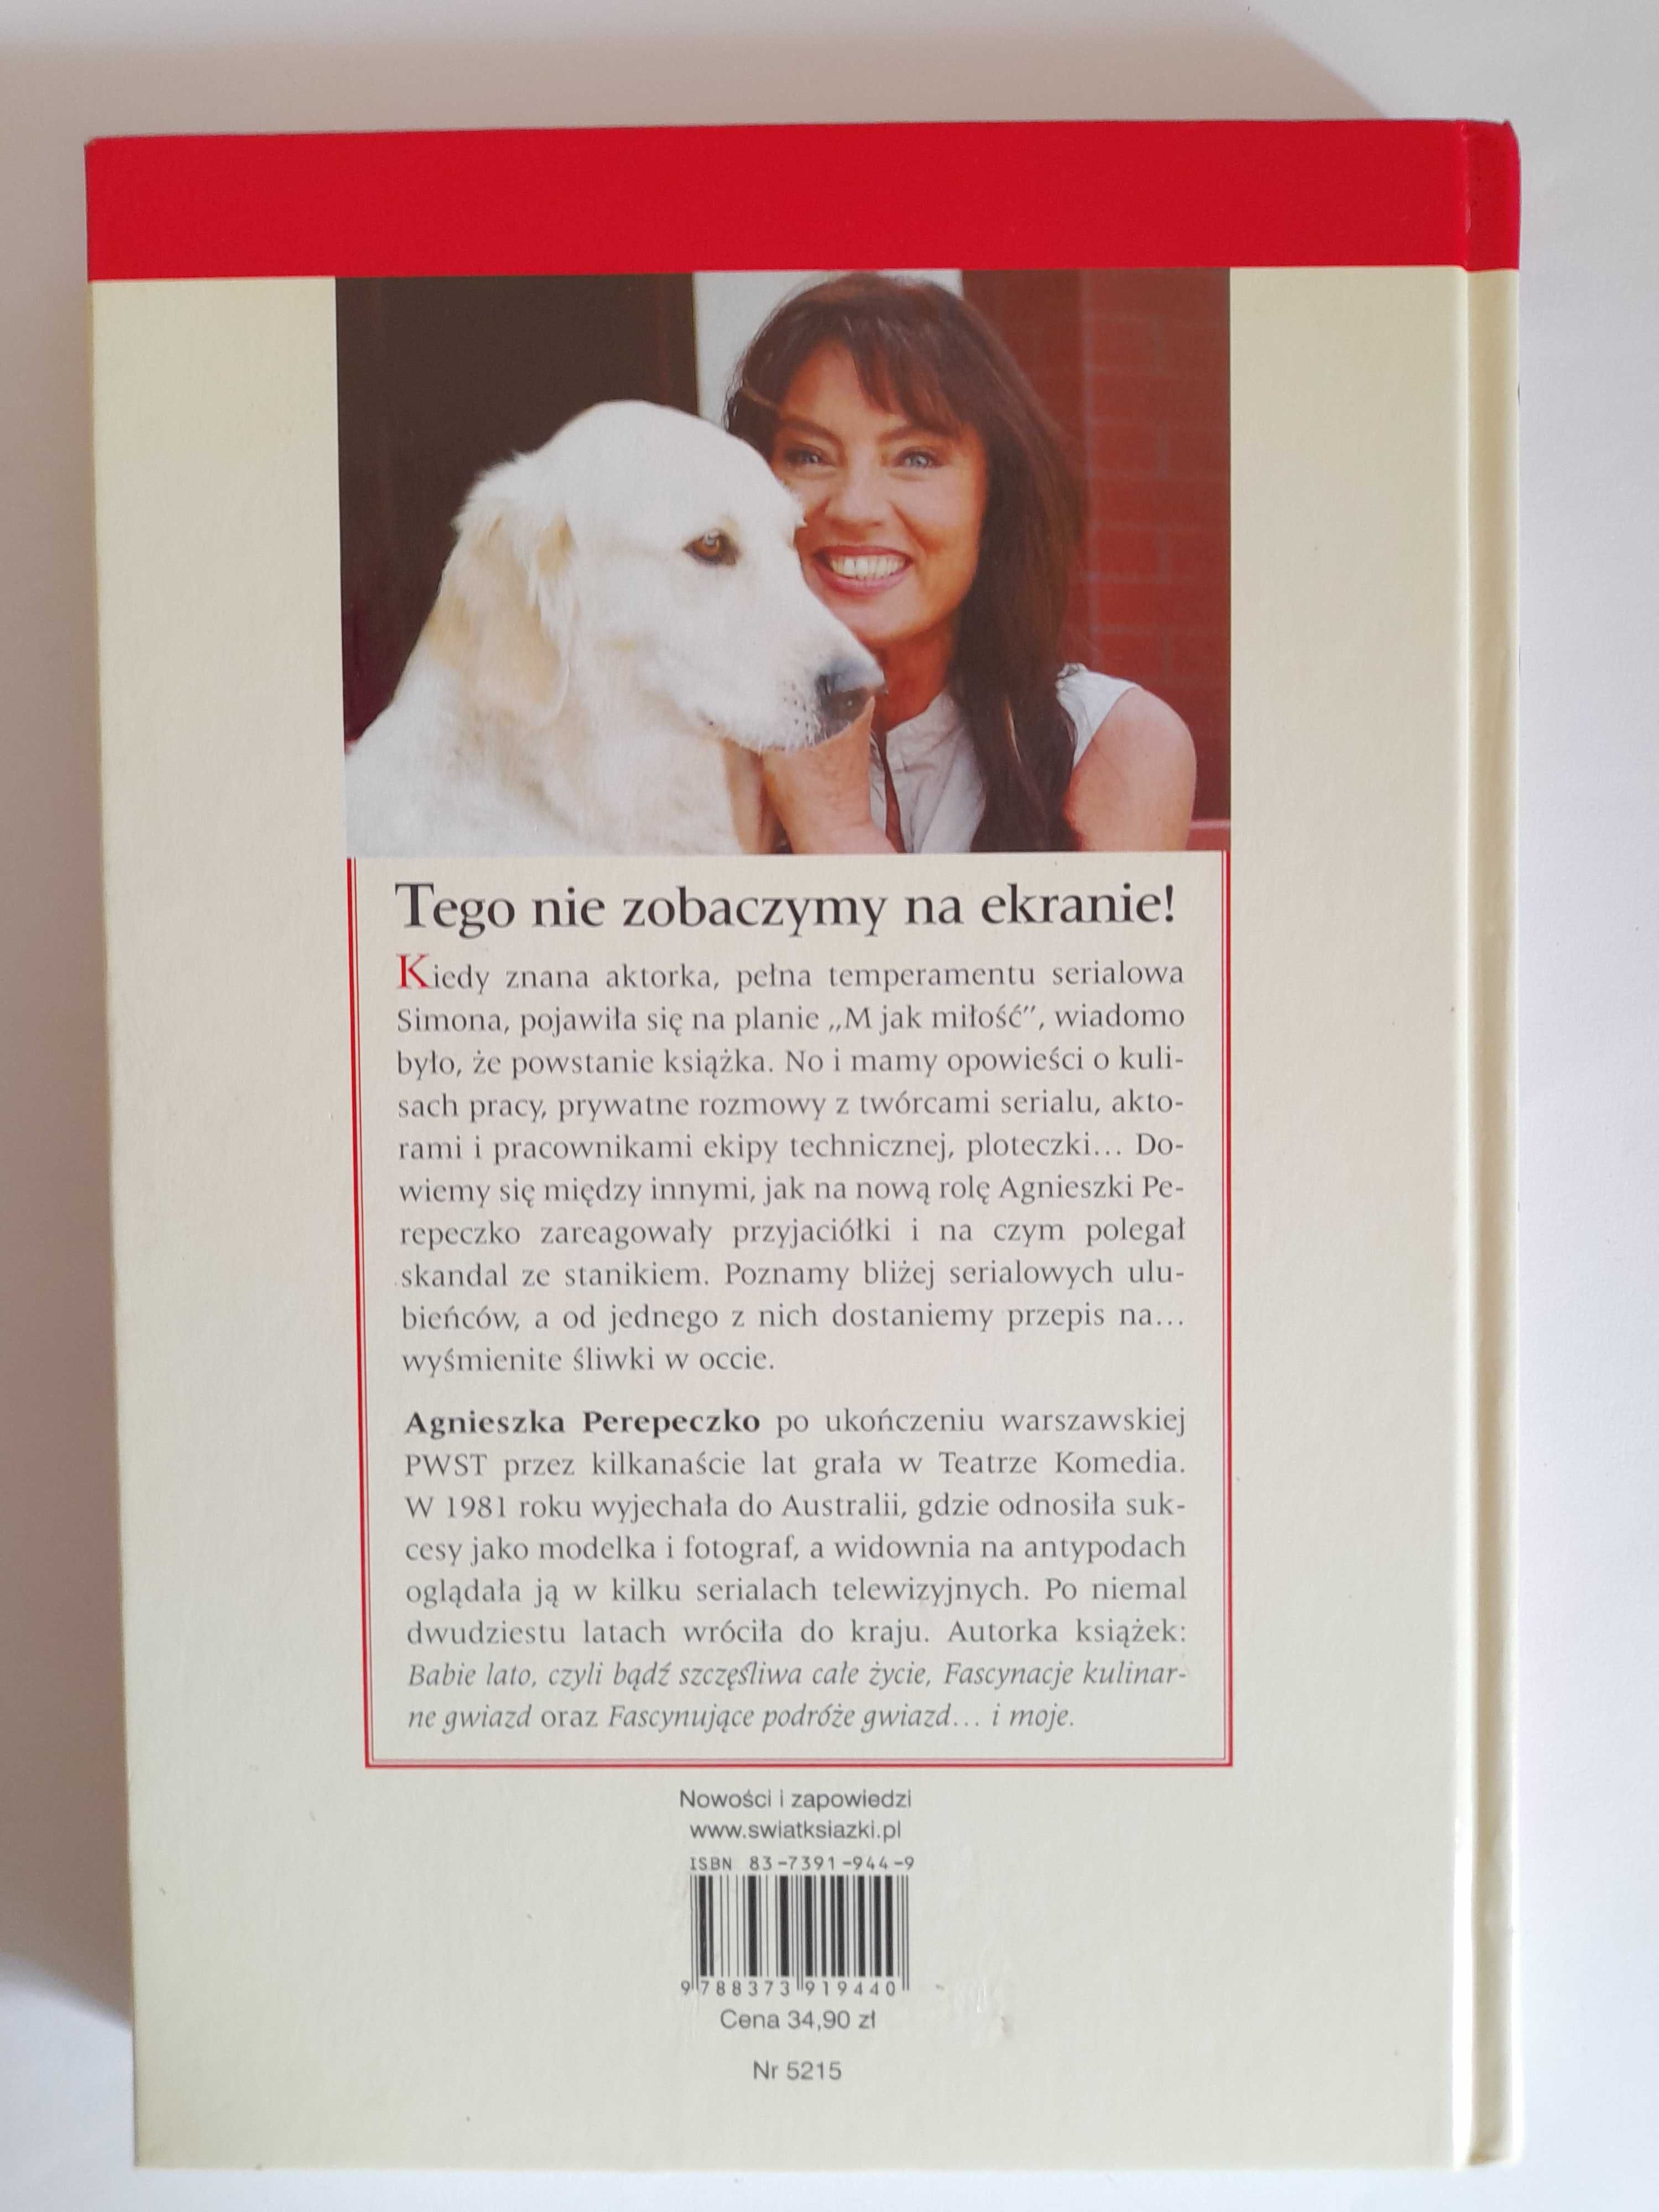 Tego nie zobaczymy na ekranie!
Kiedy znana aktorka, pełna temperamentu serialowa
Simona, pojawiła się na planie „M jak miłość”, wiadomo
było, że powstanie książka. No i mamy opowieści o kuli-
sach pracy, prywatne rozmowy z twórcami serialu, akto-
rami i pracownikami ekipy technicznej, ploteczki... Do-
wiemy się między innymi, jak na nową rolę Agnieszki Pe-
repeczko zareagowały przyjaciółki i na czym polegał
skandal ze stanikiem. Poznamy bliżej serialowych ulu-
bieńców, a od jednego z nich dostaniemy przepis na...
wyśmienite śliwki w occie.
Agnieszka Perepeczko po ukończeniu warszawskiej
PWST przez kilkanaście lat grała w Teatrze Komedia.
W 1981 roku wyjechała do Australii, gdzie odnosiła suk-
cesy jako modelka i fotograf, a widownia na antypodach
oglądała ją w kilku serialach telewizyjnych. Po niemal
dwudziestu latach wróciła do kraju. Autorka książek:
Babie lato, czyli bądź szczęśliwa całe życie, Fascynacje kulinar-
ne gwiazd oraz Fascynujące podróże gwiazd... i moje.
Nowości i zapowiedzi
www.swiatksiazki.pl
ISBN 83-7391-944-9
9 788373 919440
Cena 34,90 zł
Nr 5215